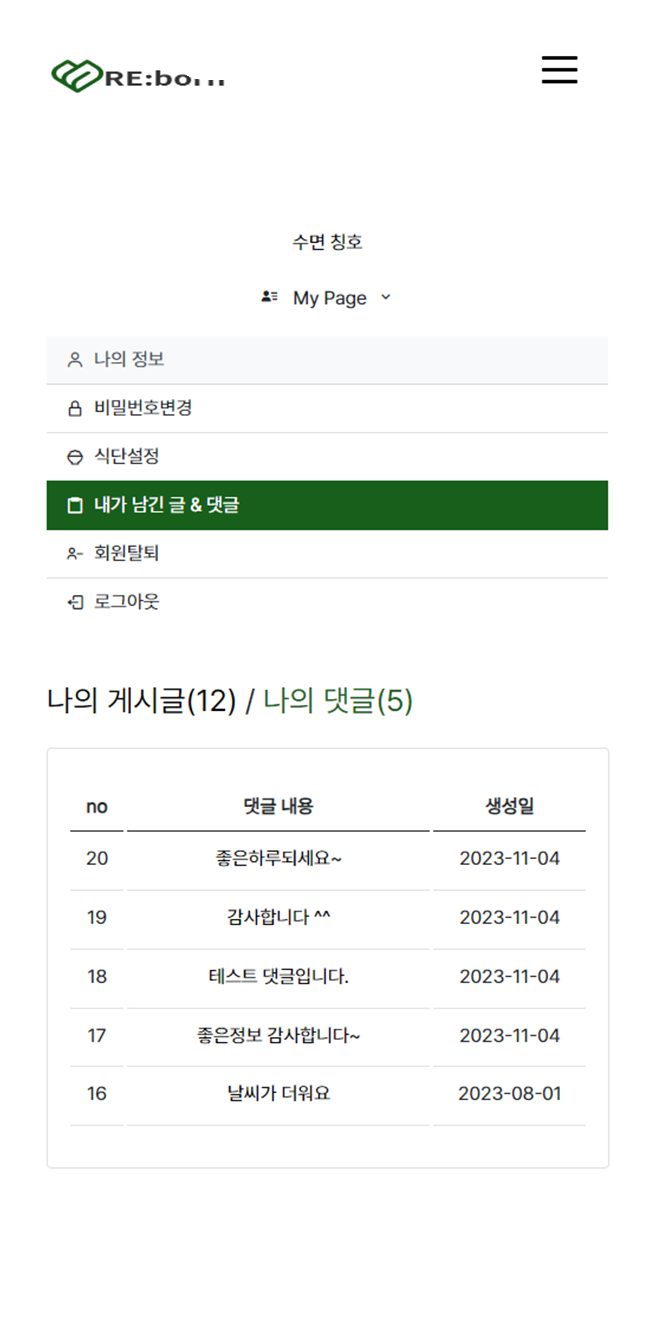 RE:bo
수면 칭호
My Page
나의 정보
비밀번호변경
식단설정
내가 남긴 글 & 댓글
회원탈퇴
로그아웃
나의 게시글(12) / 나의 댓글(5)
no 댓글 내용 생성일
20 좋은하루되세요~ 2023-11-04
19 감사합니다 ^^ 2023-11-04
18 테스트 댓글입니다. 2023-11-04
17 좋은정보 감사합니다~ 2023-11-04
16 날씨가 더워요 2023-08-01